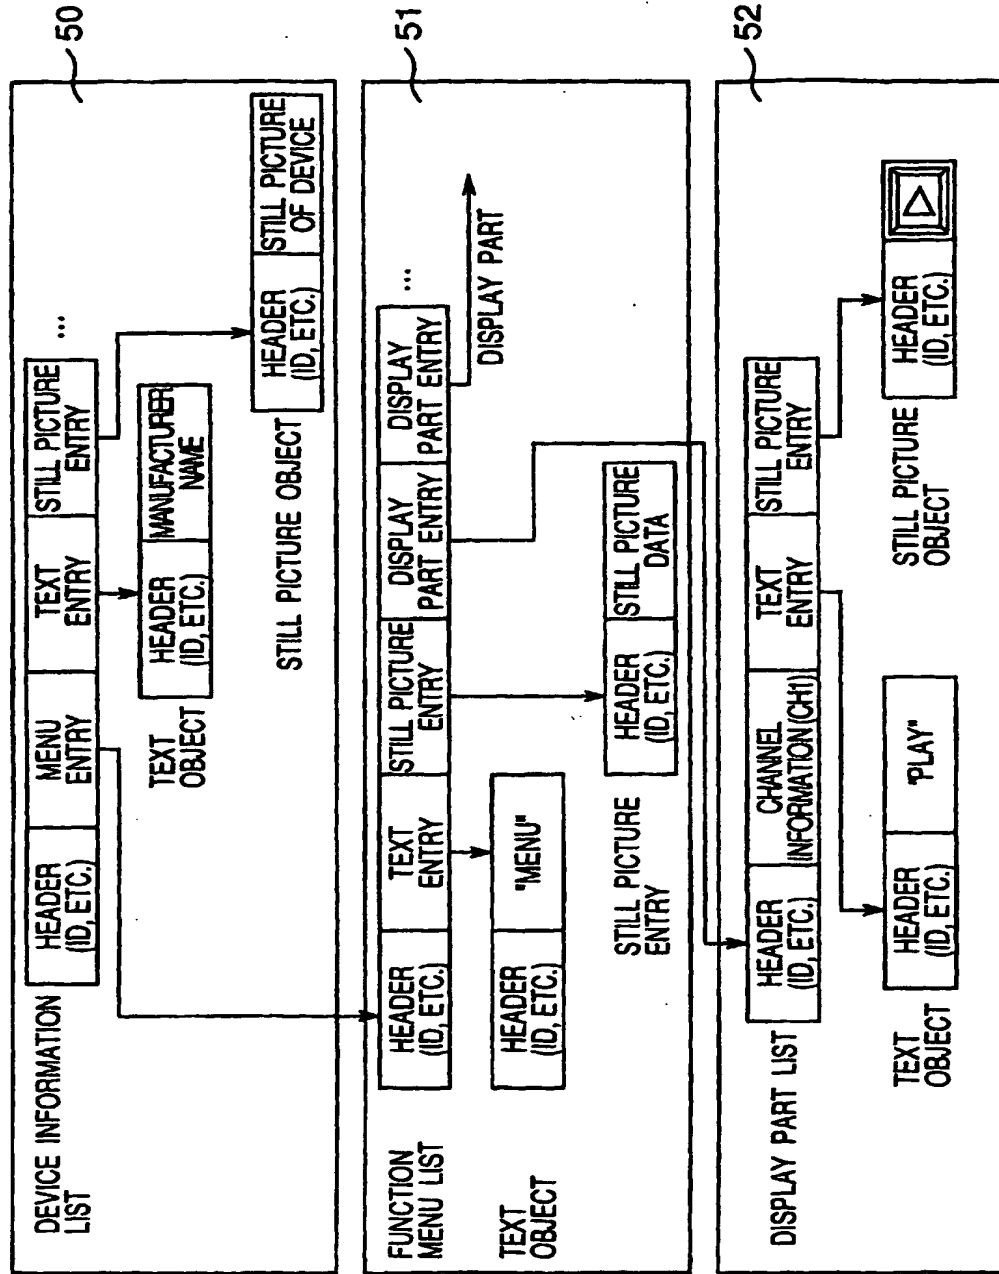 50
DEVICE INFORMATION
LIST
HEADER
(ID, ETC.)
MENU
ENTRY
TEXT
ENTRY
STILL PICTURE
ENTRY
...
TEXT
OBJECT
HEADER
(ID, ETC.)
MANUFACTURER
NAME
STILL PICTURE OBJECT
HEADER
(ID, ETC.)
STILL PICTURE
OF DEVICE
51
FUNCTION
MENU LIST
HEADER
(ID, ETC.)
TEXT
ENTRY
STILL PICTURE
ENTRY
DISPLAY
PART ENTRY
DISPLAY
PART ENTRY
...
DISPLAY PART
TEXT
OBJECT
HEADER
(ID, ETC.)
"MENU"
STILL PICTURE
ENTRY
HEADER
(ID, ETC.)
STILL PICTURE
DATA
52
DISPLAY PART LIST
HEADER
(ID, ETC.)
CHANNEL
INFORMATION (CH1)
TEXT
ENTRY
STILL PICTURE
ENTRY
TEXT
OBJECT
HEADER
(ID, ETC.)
"PLAY"
STILL PICTURE
OBJECT
HEADER
(ID, ETC.)